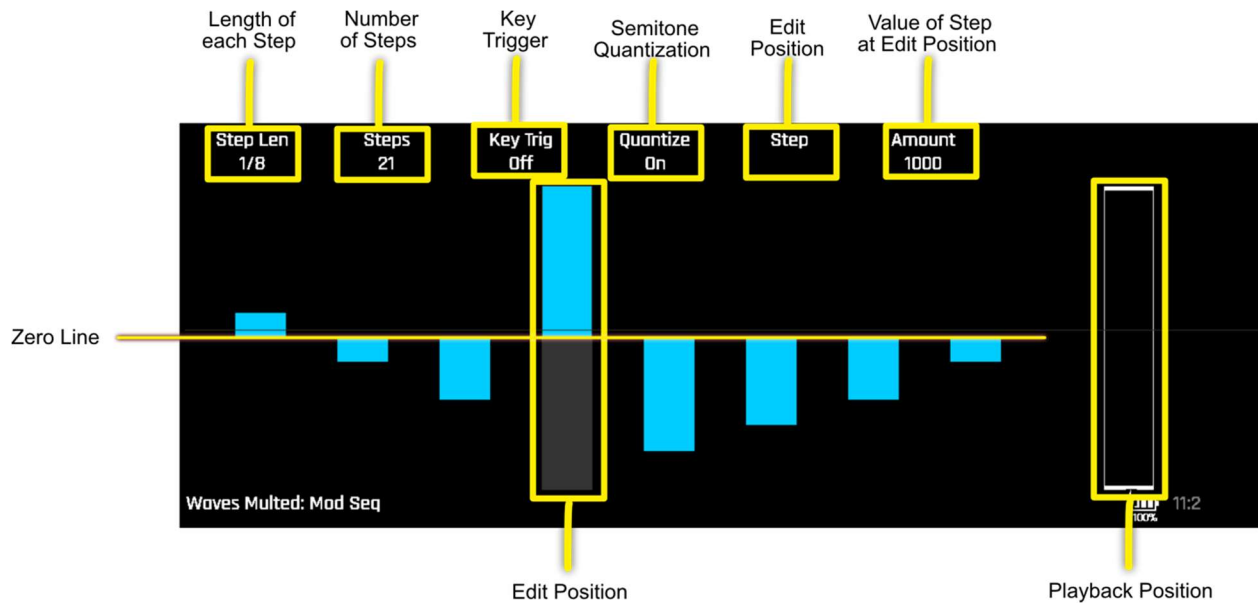 Length of
each Step
Number
of Steps
Key
Trigger
Semitone
Quantization
Edit
Position
Value of Step
at Edit Position
Step Len
1/8
Steps
21
Key Trig
Off
Quantize
On
Step
Amount
1000
Zero Line
Waves Multed: Mod Seq
100%
11:2
Edit Position
Playback Position